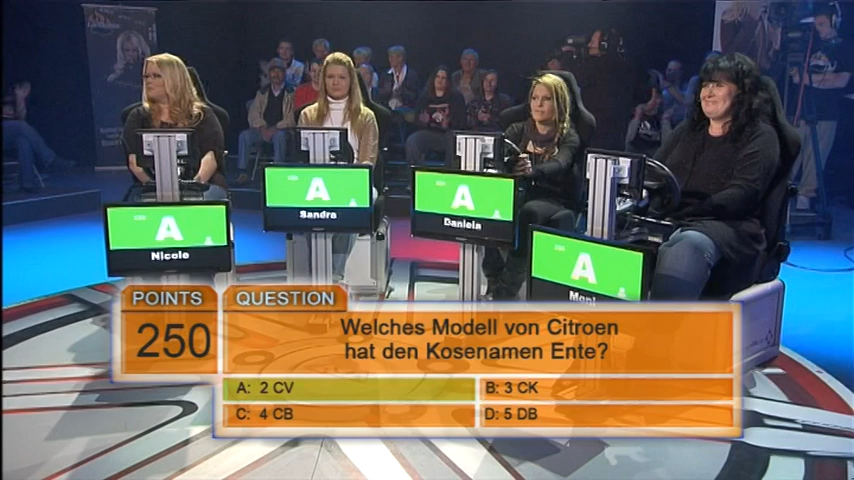 A
Nicole
A
Sandra
A
Daniela
A
POINTS
QUESTION
250
Welches Modell von Citroen
hat den Kosenamen Ente?
A: 2 CV
B: 3 CK
C: 4 CB
D: 5 DB